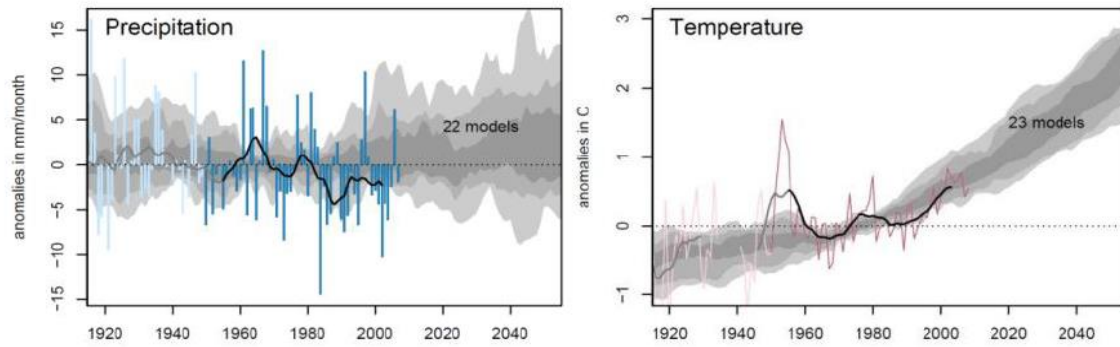 Precipitation
anomalies in mm/month
15
10
5
0
−5
−10
−15
22 models
1920 1940 1960 1980 2000 2020 2040
Temperature
anomalies in C
3
2
1
0
−1
23 models
1920 1940 1960 1980 2000 2020 2040